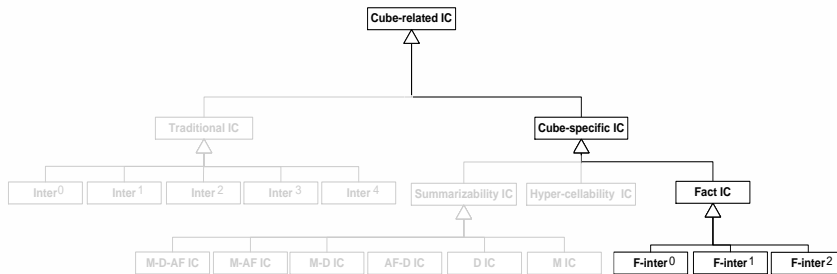 Cube-related IC
Traditional IC
Cube-specific IC
Inter0
Inter1
Inter2
Inter3
Inter4
Summarizability IC
Hyper-cellability IC
Fact IC
M-D-AF IC
M-AF IC
M-D IC
AF-D IC
D IC
M IC
F-inter0
F-inter1
F-inter2